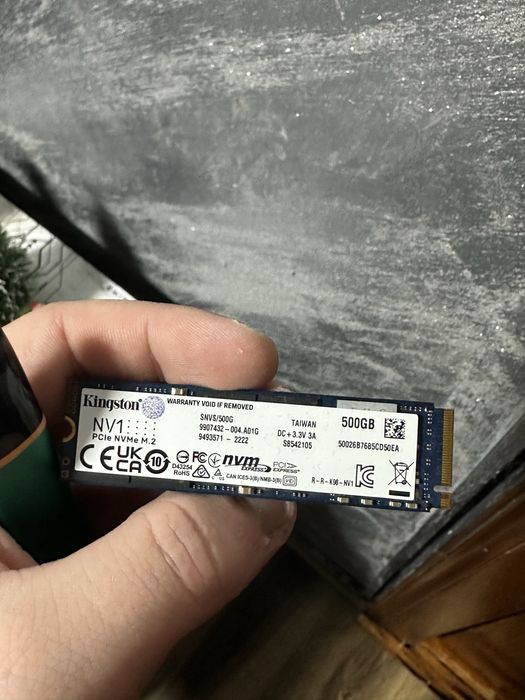 Kingston
WARRANTY VOID IF REMOVED
NV1
PCIe NVMe M.2
SNVS/500G
9907432-004.A01G
9493571 - 2222
TAIWAN
DC+3.3V 3A
S8542105
500GB
50026B7685CD50EA
CE UK CA 10
D43254
RoHS
FC
nvm
EXPRESS
PCI
EXPRESS
CAN ICES-3(B)/NMB-3(B)
R-R-K98-NV1